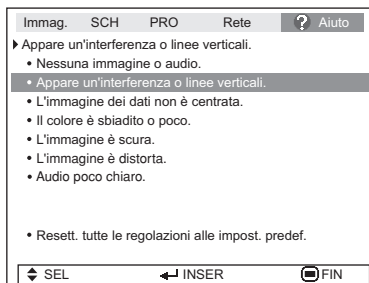 Immag. SCH PRO Rete ? Aiuto
Appare un'interferenza o linee verticali.
• Nessuna immagine o audio.
• Appare un'interferenza o linee verticali.
• L'immagine dei dati non è centrata.
• Il colore è sbiadito o poco.
• L'immagine è scura.
• L'immagine è distorta.
• Audio poco chiaro.
• Resett. tutte le regolazioni alle impost. predef.
SEL INSER FIN